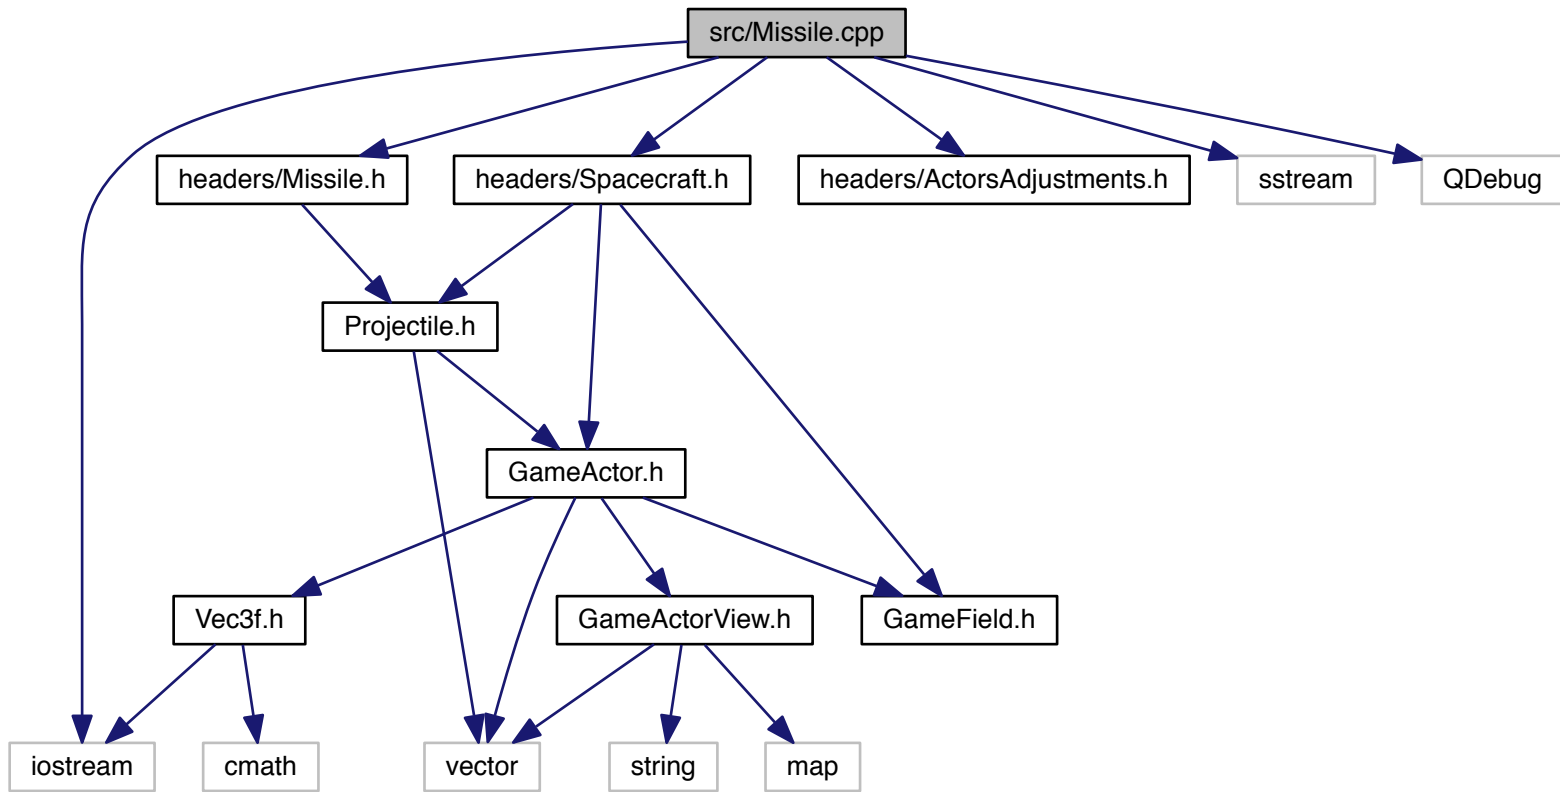 src/Missile.cpp
headers/Missile.h
headers/Spacecraft.h
headers/ActorsAdjustments.h
sstream
QDebug
Projectile.h
GameActor.h
Vec3f.h
GameActorView.h
GameField.h
iostream
cmath
vector
string
map